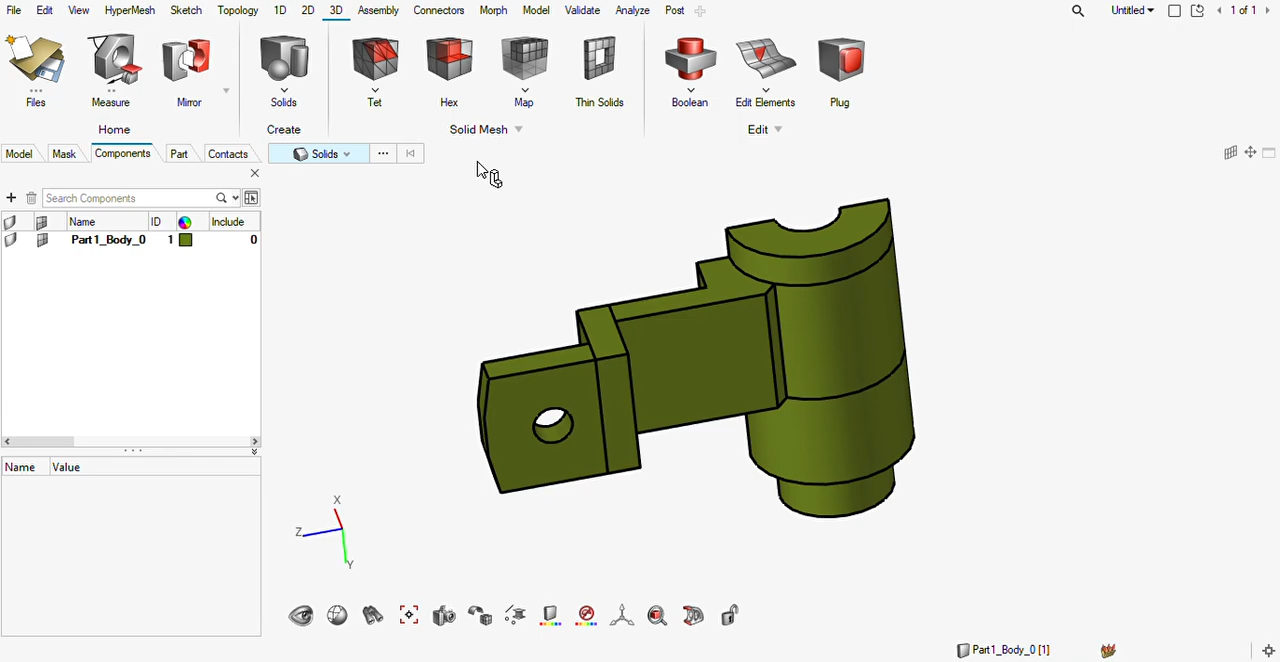 File Edit View HyperMesh Sketch Topology 1D 2D 3D Assembly Connectors Morph Model Validate Analyze Post Untitled 1 of 1
Files Measure Mirror Solids Tet Hex Map Thin Solids Boolean Edit Elements Plug
Home Create Solid Mesh Edit
Model Mask Components Part Contacts Solids
Search Components
Name ID Include
Part1_Body_0 1 0
Name Value
X
Z
Y
Part1_Body_0 [1]